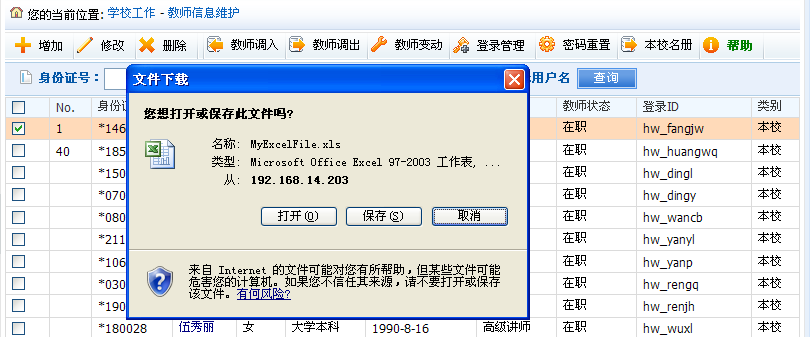 您的当前位置: 学校工作 - 教师信息维护
增加 修改 删除 教师调入 教师调出 教师变动 登录管理 密码重置 本校名册 帮助
身份证号: 用户名 查询
文件下载
您想打开或保存此文件吗?
名称: MyExcelFile.xls
类型: Microsoft Office Excel 97-2003 工作表, ...
从: 192.168.14.203
打开(O) 保存(S) 取消
来自 Internet 的文件可能对您有所帮助,但某些文件可能
危害您的计算机。如果您不信任其来源,请不要打开或保存
该文件。有何风险?
No. 身份证 教师状态 登录ID 类别
1 *146 在职 hw_fangjw 本校
40 *185 在职 hw_huangwq 本校
*150 在职 hw_dingl 本校
*070 在职 hw_dingy 本校
*080 在职 hw_wancb 本校
*211 在职 hw_yanyl 本校
*106 在职 hw_yanp 本校
*030 在职 hw_rengq 本校
*190 在职 hw_renjh 本校
*180028 伍秀丽 女 大学本科 1990-8-16 高级讲师 在职 hw_wuxl 本校